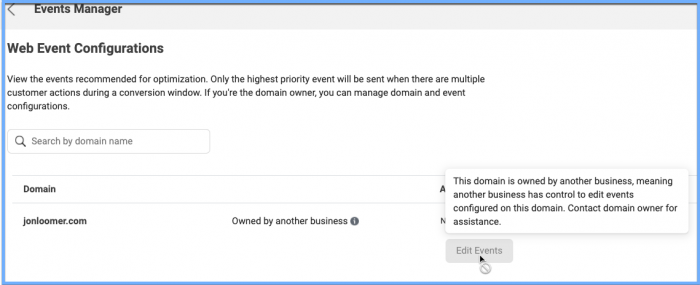 Events Manager
Web Event Configurations
View the events recommended for optimization. Only the highest priority event will be sent when there are multiple
customer actions during a conversion window. If you're the domain owner, you can manage domain and event
configurations.
Search by domain name
This domain is owned by another business, meaning
another business has control to edit events
configured on this domain. Contact domain owner for
assistance.
Domain
jonloomer.com
Owned by another business
Edit Events